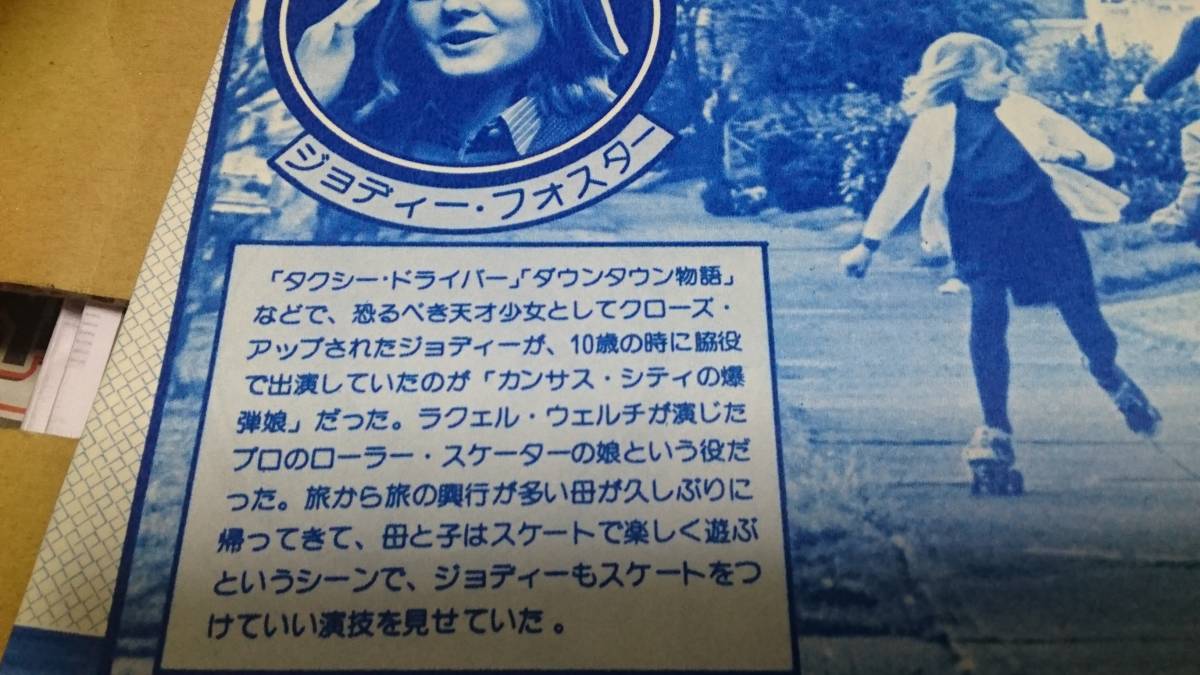 ジョディー・フォスター
「タクシー・ドライバー」「ダウンタウン物語」
などで、恐るべき天才少女としてクローズ・
アップされたジョディーが、10歳の時に脇役
で出演していたのが「カンサス・シティの爆
弾娘」だった。ラクェル・ウェルチが演じた
プロのローラー・スケーターの娘という役だ
った。旅から旅の興行が多い母が久しぶりに
帰ってきて、母と子はスケートで楽しく遊ぶ
というシーンで、ジョディーもスケートをつ
けていい演技を見せていた。